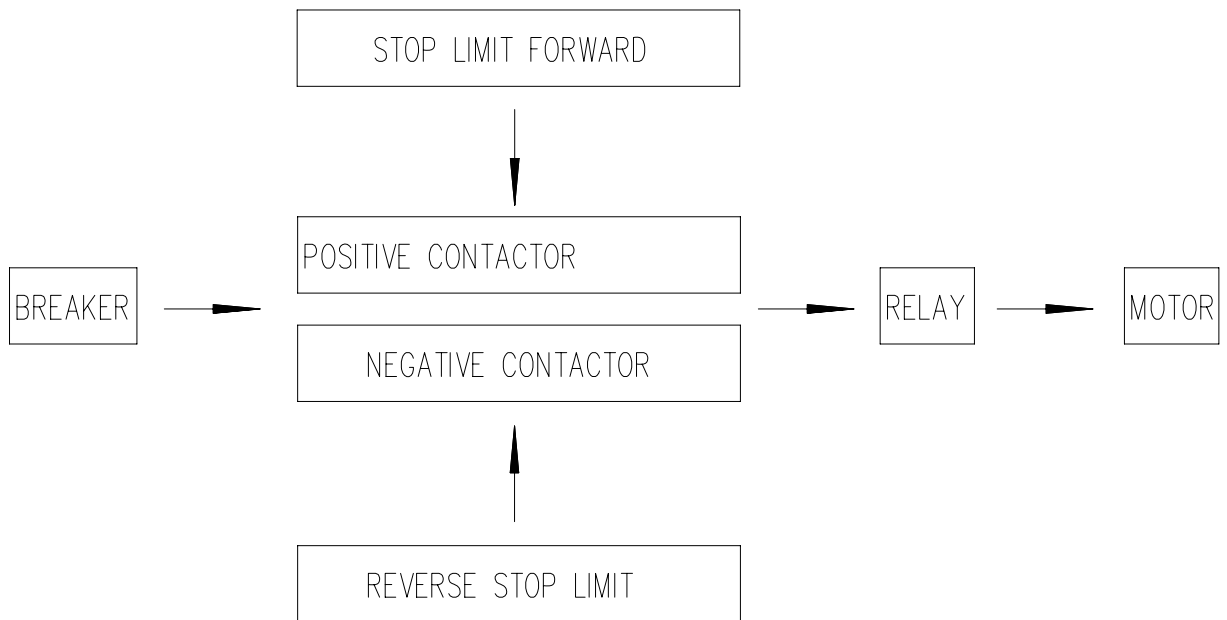 STOP LIMIT FORWARD
POSITIVE CONTACTOR
BREAKER
RELAY
MOTOR
NEGATIVE CONTACTOR
REVERSE STOP LIMIT